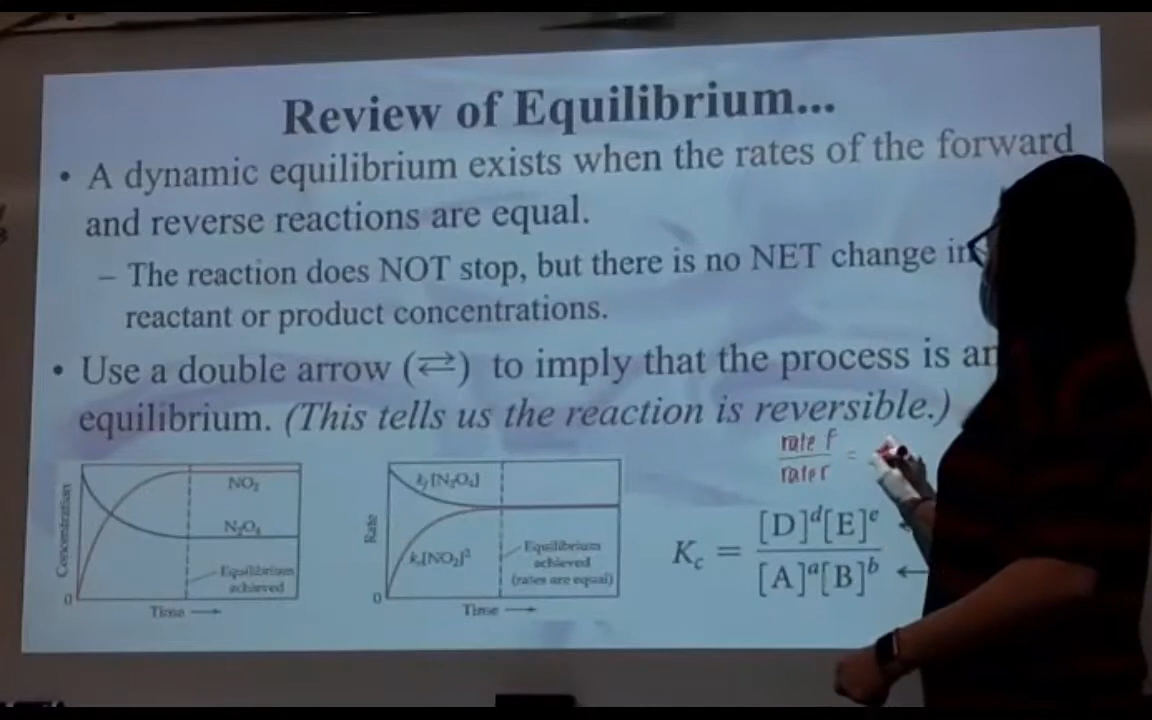 Review of Equilibrium...
• A dynamic equilibrium exists when the rates of the forward
and reverse reactions are equal.
– The reaction does NOT stop, but there is no NET change in
reactant or product concentrations.
• Use a double arrow (⇄) to imply that the process is an
equilibrium. (This tells us the reaction is reversible.)
rate f
rate r
=
Concentration
NO₂
N₂O₄
Equilibrium
achieved
0
Time →
Rate
k_f[N₂O₄]
k_r[NO₂]²
Equilibrium
achieved
(rates are equal)
0
Time →
K_c = [D]^d[E]^e
[A]^a[B]^b ←